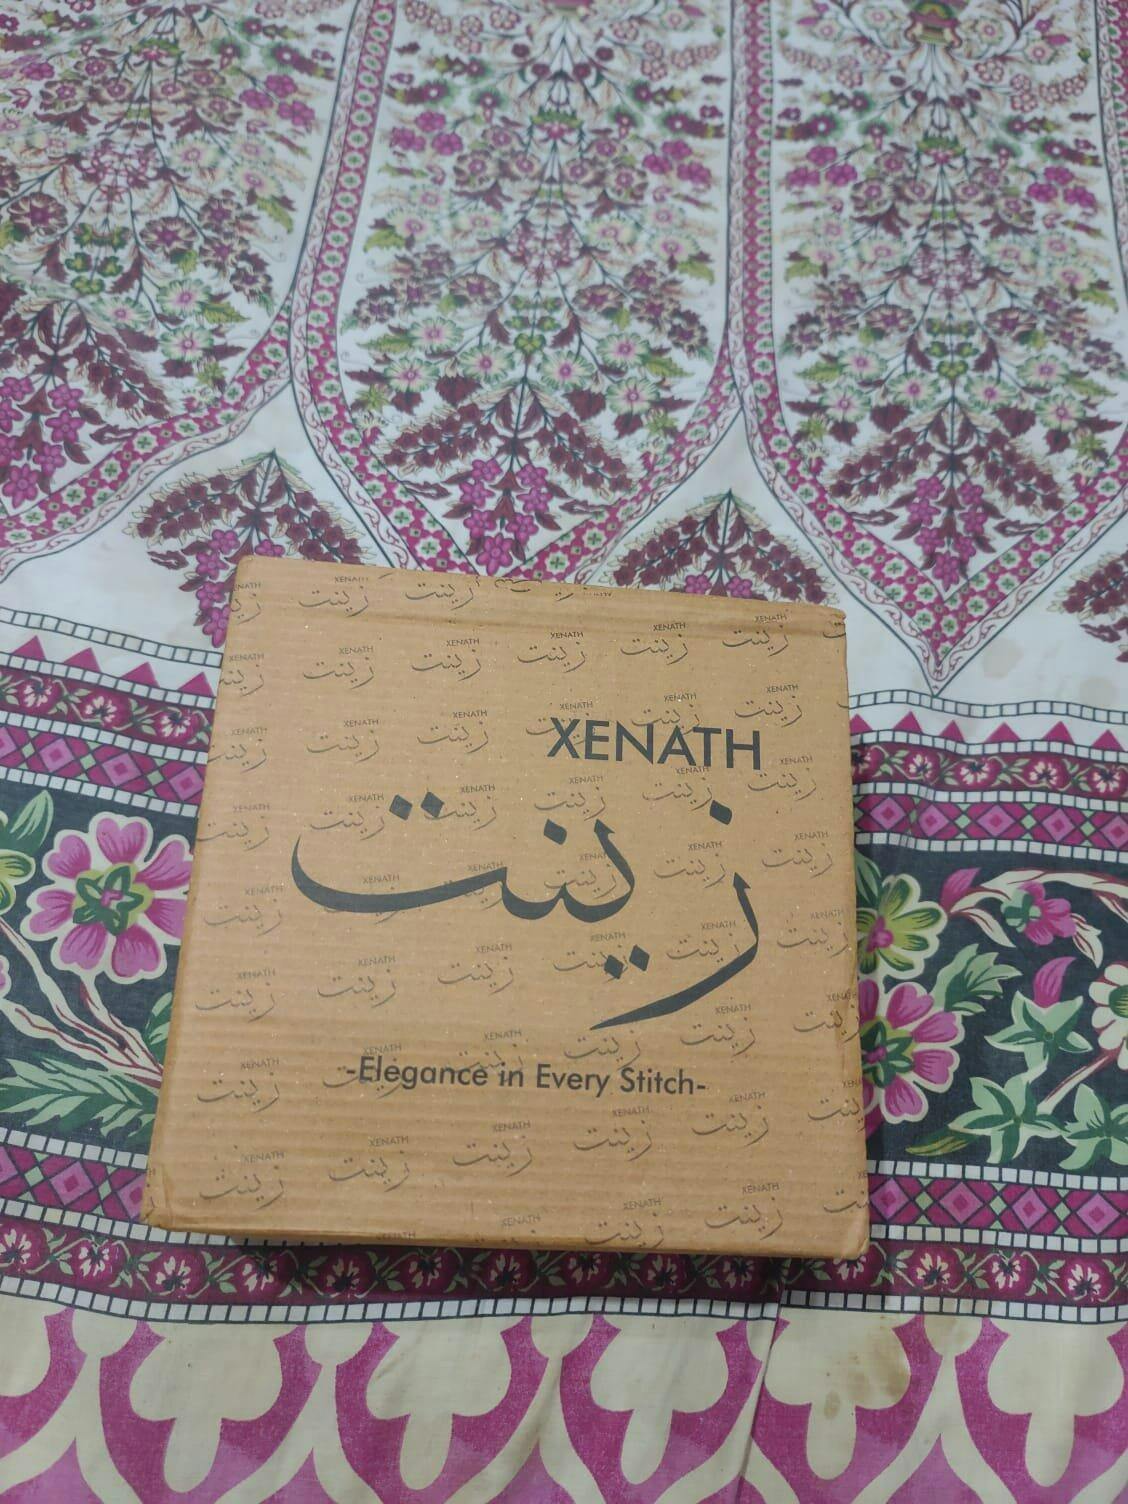 XENATH
زینت
-Elegance in Every Stitch-